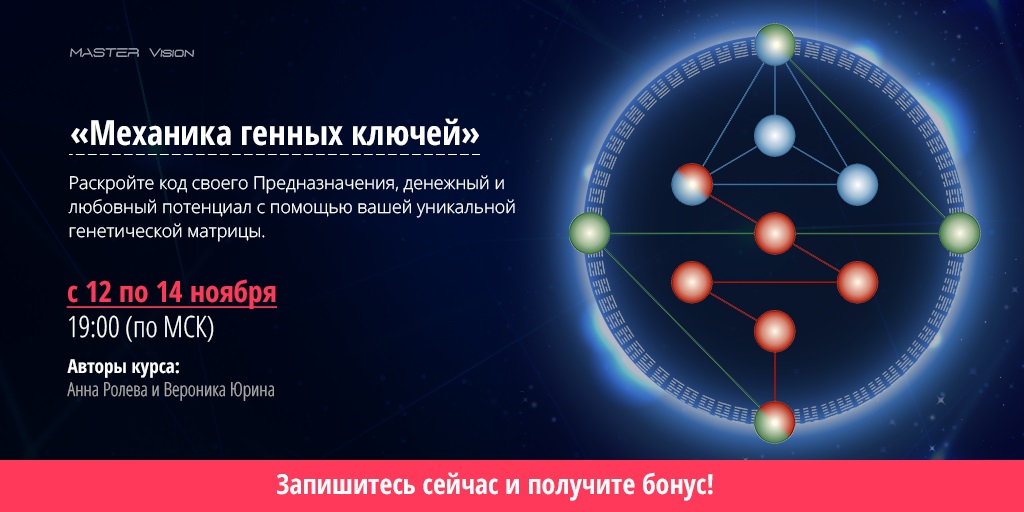 MASTER VISION
«Механика генных ключей»
Раскройте код своего Предназначения, денежный и
любовный потенциал с помощью вашей уникальной
генетической матрицы.
с 12 по 14 ноября
19:00 (по МСК)
Авторы курса:
Анна Ролева и Вероника Юрина
Запишитесь сейчас и получите бонус!